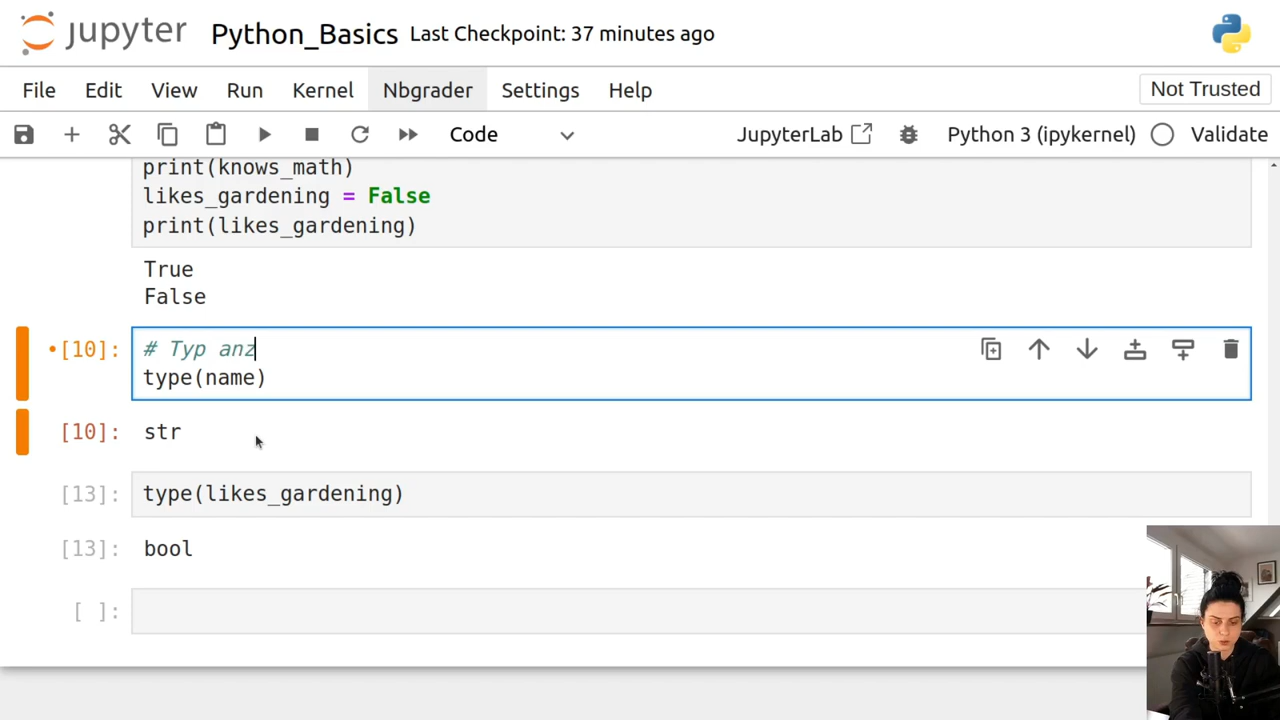 jupyter Python_Basics Last Checkpoint: 37 minutes ago
File Edit View Run Kernel Nbgrader Settings Help Not Trusted
Code JupyterLab Python 3 (ipykernel) Validate
print(knows_math)
likes_gardening = False
print(likes_gardening)
True
False
•[10]: # Typ anz
type(name)
[10]: str
[13]: type(likes_gardening)
[13]: bool
[ ]: